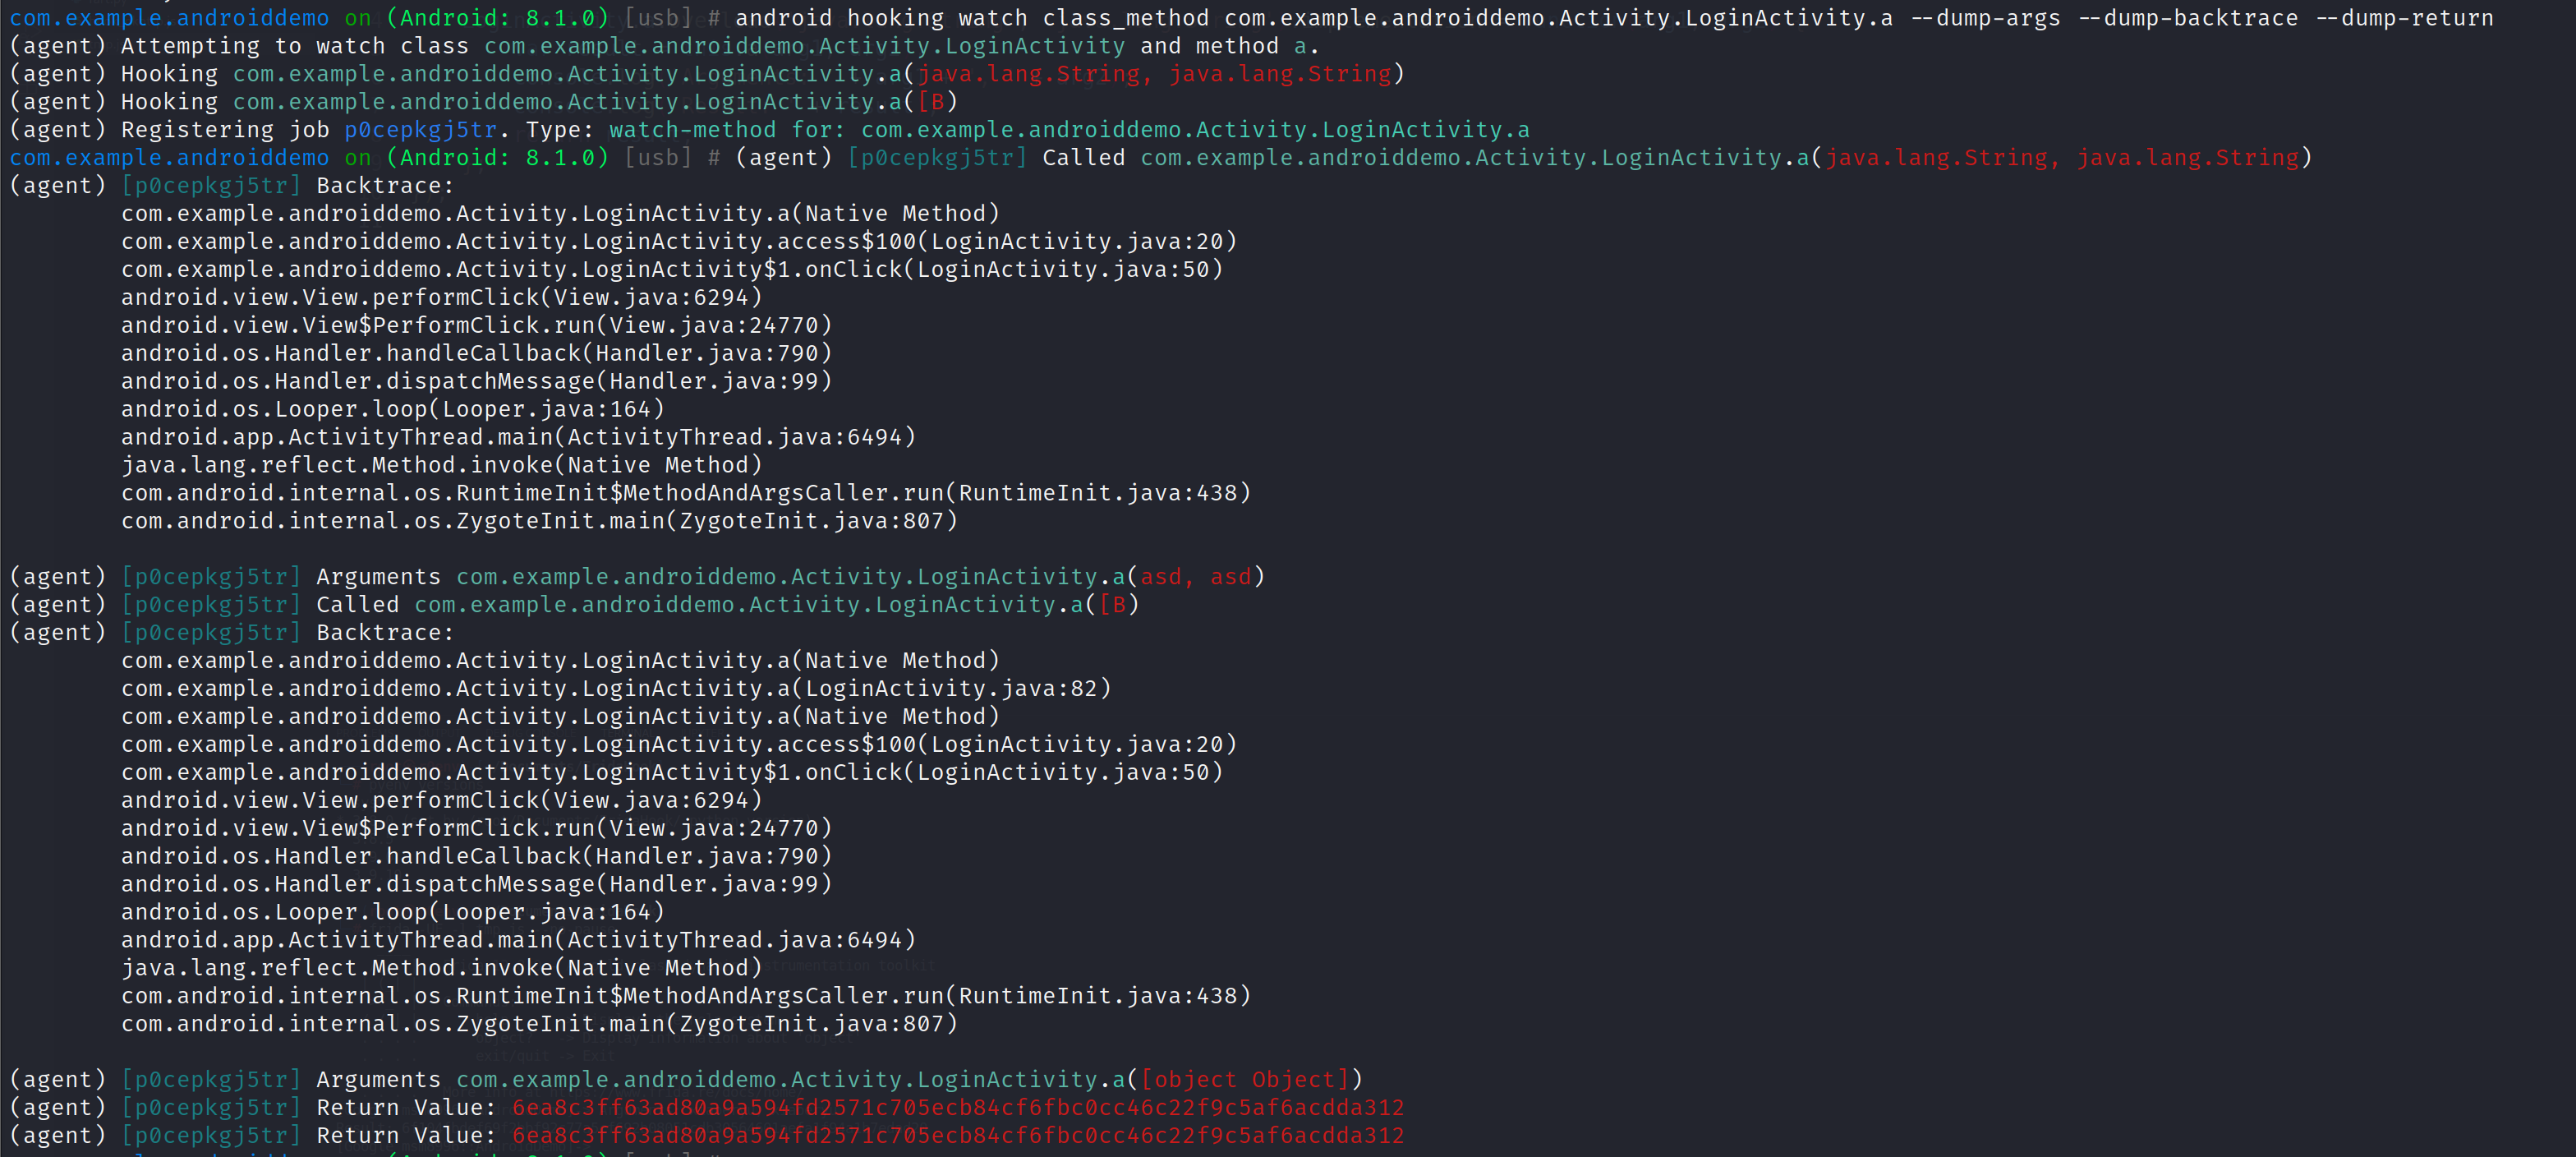 com.example.androiddemo on (Android: 8.1.0) [usb] # android hooking watch class_method com.example.androiddemo.Activity.LoginActivity.a --dump-args --dump-backtrace --dump-return
(agent) Attempting to watch class com.example.androiddemo.Activity.LoginActivity and method a.
(agent) Hooking com.example.androiddemo.Activity.LoginActivity.a(java.lang.String, java.lang.String)
(agent) Hooking com.example.androiddemo.Activity.LoginActivity.a([B)
(agent) Registering job p0cepkgj5tr. Type: watch-method for: com.example.androiddemo.Activity.LoginActivity.a
com.example.androiddemo on (Android: 8.1.0) [usb] # (agent) [p0cepkgj5tr] Called com.example.androiddemo.Activity.LoginActivity.a(java.lang.String, java.lang.String)
(agent) [p0cepkgj5tr] Backtrace:
com.example.androiddemo.Activity.LoginActivity.a(Native Method)
com.example.androiddemo.Activity.LoginActivity.access$100(LoginActivity.java:20)
com.example.androiddemo.Activity.LoginActivity$1.onClick(LoginActivity.java:50)
android.view.View.performClick(View.java:6294)
android.view.View$PerformClick.run(View.java:24770)
android.os.Handler.handleCallback(Handler.java:790)
android.os.Handler.dispatchMessage(Handler.java:99)
android.os.Looper.loop(Looper.java:164)
android.app.ActivityThread.main(ActivityThread.java:6494)
java.lang.reflect.Method.invoke(Native Method)
com.android.internal.os.RuntimeInit$MethodAndArgsCaller.run(RuntimeInit.java:438)
com.android.internal.os.ZygoteInit.main(ZygoteInit.java:807)
(agent) [p0cepkgj5tr] Arguments com.example.androiddemo.Activity.LoginActivity.a(asd, asd)
(agent) [p0cepkgj5tr] Called com.example.androiddemo.Activity.LoginActivity.a([B)
(agent) [p0cepkgj5tr] Backtrace:
com.example.androiddemo.Activity.LoginActivity.a(Native Method)
com.example.androiddemo.Activity.LoginActivity.a(LoginActivity.java:82)
com.example.androiddemo.Activity.LoginActivity.a(Native Method)
com.example.androiddemo.Activity.LoginActivity.access$100(LoginActivity.java:20)
com.example.androiddemo.Activity.LoginActivity$1.onClick(LoginActivity.java:50)
android.view.View.performClick(View.java:6294)
android.view.View$PerformClick.run(View.java:24770)
android.os.Handler.handleCallback(Handler.java:790)
android.os.Handler.dispatchMessage(Handler.java:99)
android.os.Looper.loop(Looper.java:164)
android.app.ActivityThread.main(ActivityThread.java:6494)
java.lang.reflect.Method.invoke(Native Method)
com.android.internal.os.RuntimeInit$MethodAndArgsCaller.run(RuntimeInit.java:438)
com.android.internal.os.ZygoteInit.main(ZygoteInit.java:807)
(agent) [p0cepkgj5tr] Arguments com.example.androiddemo.Activity.LoginActivity.a([object Object])
(agent) [p0cepkgj5tr] Return Value: 6ea8c3ff63ad80a9a594fd2571c705ecb84cf6fbc0cc46c22f9c5af6acdda312
(agent) [p0cepkgj5tr] Return Value: 6ea8c3ff63ad80a9a594fd2571c705ecb84cf6fbc0cc46c22f9c5af6acdda312